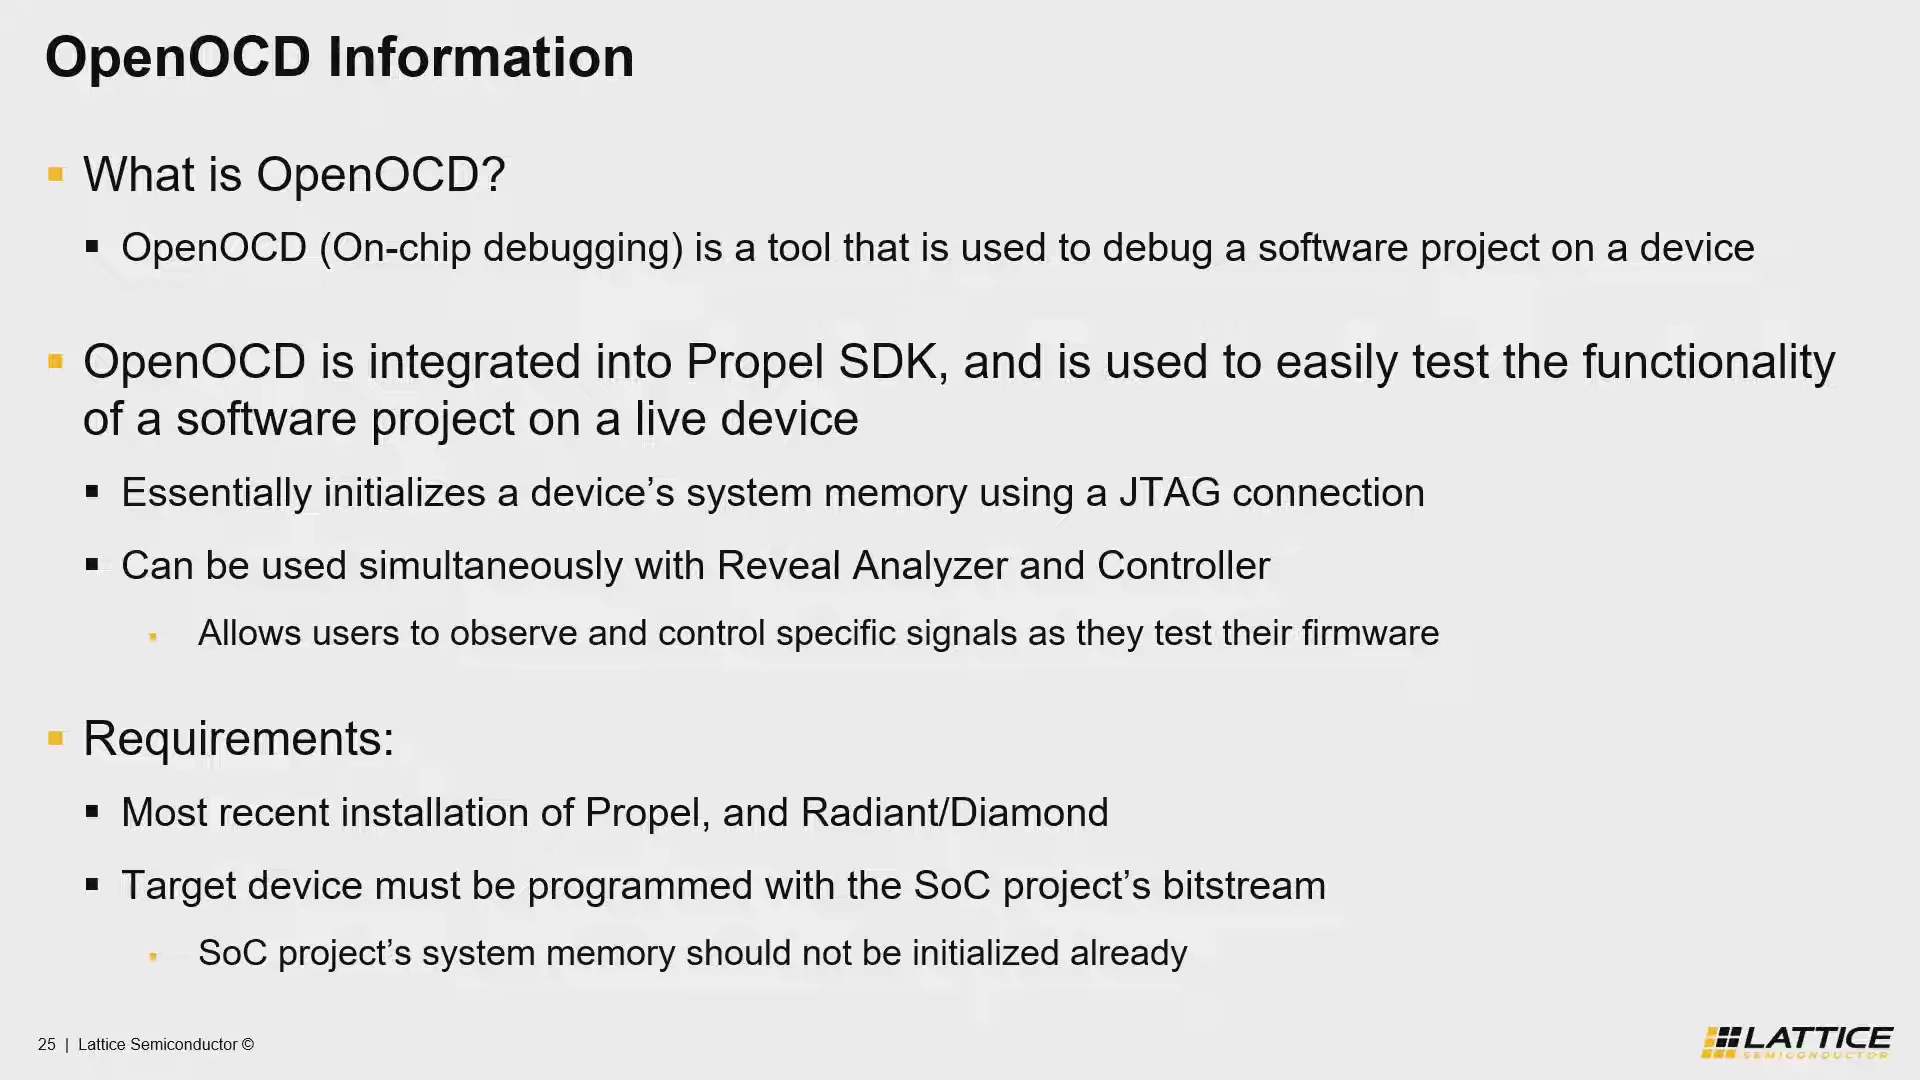 OpenOCD Information
What is OpenOCD?
OpenOCD (On-chip debugging) is a tool that is used to debug a software project on a device
OpenOCD is integrated into Propel SDK, and is used to easily test the functionality
of a software project on a live device
Essentially initializes a device’s system memory using a JTAG connection
Can be used simultaneously with Reveal Analyzer and Controller
Allows users to observe and control specific signals as they test their firmware
Requirements:
Most recent installation of Propel, and Radiant/Diamond
Target device must be programmed with the SoC project’s bitstream
SoC project’s system memory should not be initialized already
25 | Lattice Semiconductor ©
LATTICE
SEMICONDUCTOR